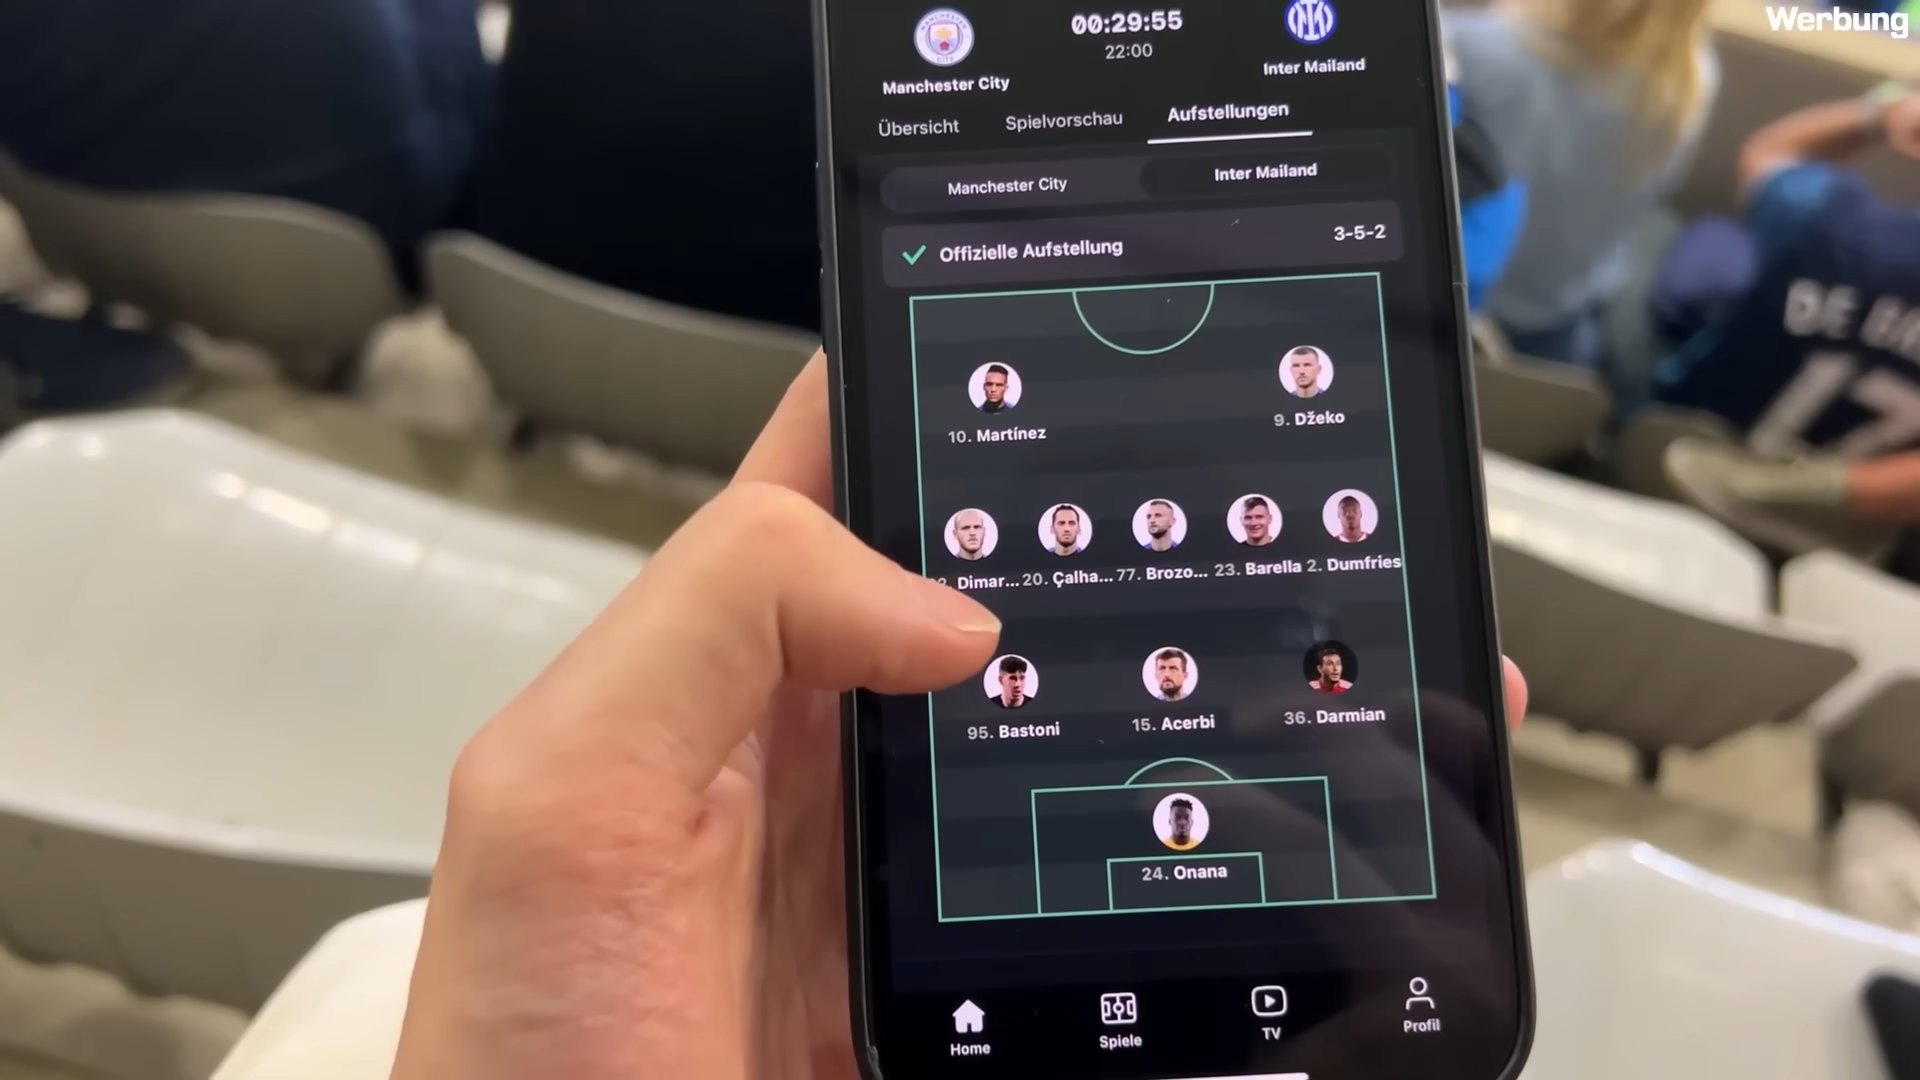 Werbung
00:29:55
22:00
Manchester City
Inter Mailand
Übersicht
Spielvorschau
Aufstellungen
Manchester City
Inter Mailand
Offizielle Aufstellung
3-5-2
10. Martínez
9. Džeko
Dimar...
20. Çalha...
77. Brozo...
23. Barella
2. Dumfries
95. Bastoni
15. Acerbi
36. Darmian
24. Onana
Home
Spiele
TV
Profil
DE
17